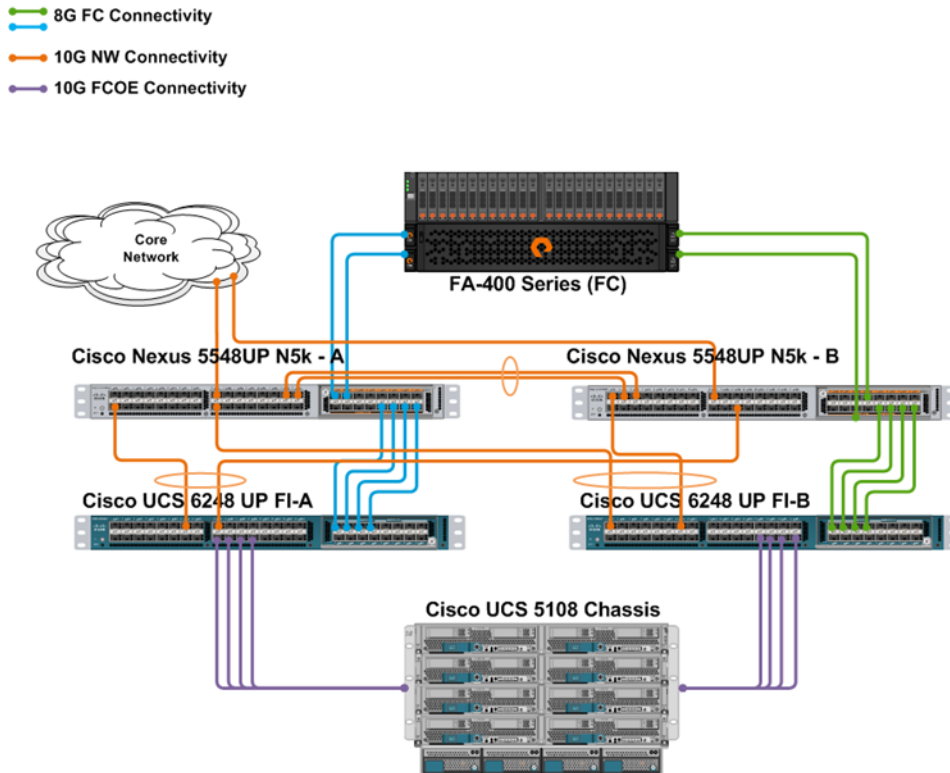 8G FC Connectivity
10G NW Connectivity
10G FCOE Connectivity
Core
Network
FA-400 Series (FC)
Cisco Nexus 5548UP N5k - A
Cisco Nexus 5548UP N5k - B
Cisco UCS 6248 UP FI-A
Cisco UCS 6248 UP FI-B
Cisco UCS 5108 Chassis